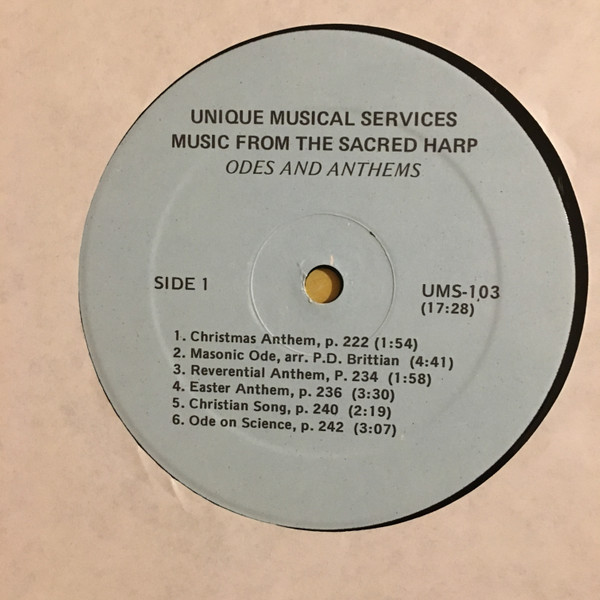 UNIQUE MUSICAL SERVICES
MUSIC FROM THE SACRED HARP
ODES AND ANTHEMS
SIDE 1
UMS-103
(17:28)
1. Christmas Anthem, p. 222 (1:54)
2. Masonic Ode, arr. P.D. Brittian (4:41)
3. Reverential Anthem, P. 234 (1:58)
4. Easter Anthem, p. 236 (3:30)
5. Christian Song, p. 240 (2:19)
6. Ode on Science, p. 242 (3:07)